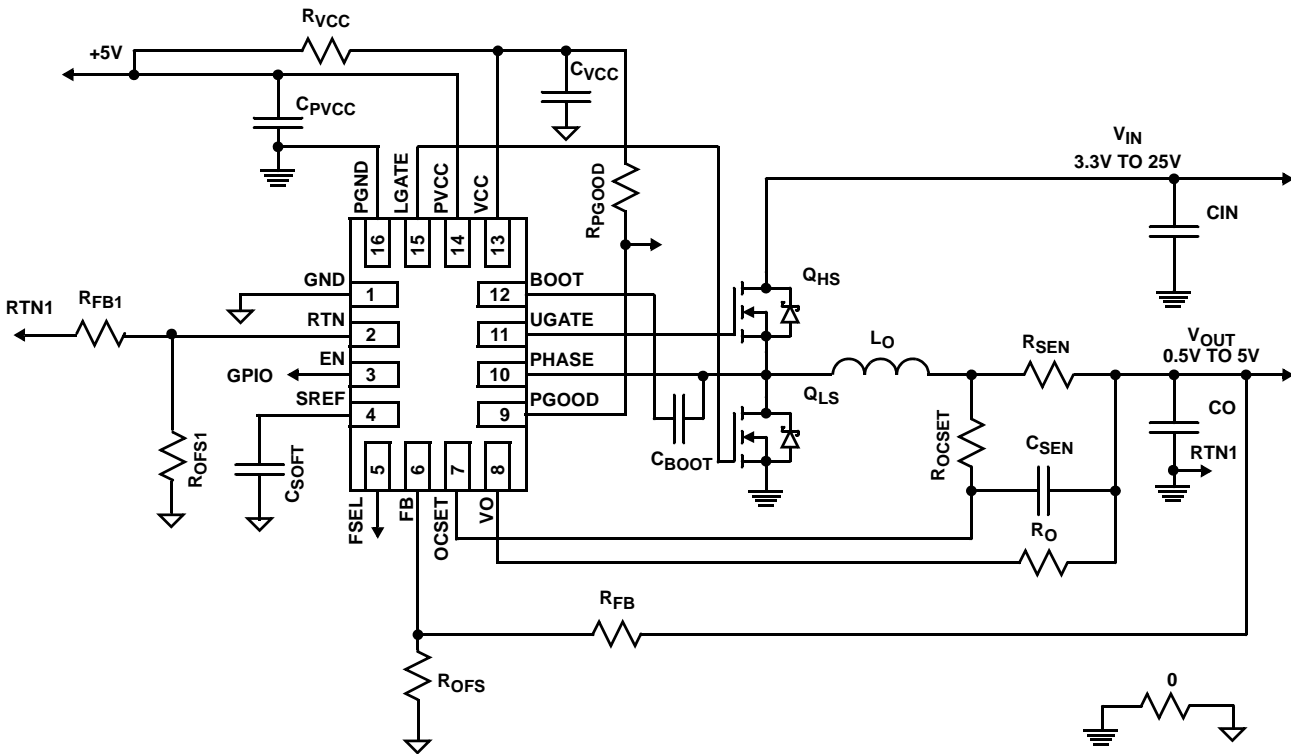 RVCC
+5V
CVCC
CPVCC
VIN
3.3V TO 25V
PGND
LGATE
PVCC
VCC
RPGOOD
CIN
16
15
14
13
GND
1
12
BOOT
QHS
RTN1
RFB1
RTN
2
11
UGATE
LO
RSEN
VOUT
0.5V TO 5V
EN
GPIO
3
10
PHASE
QLS
SREF
4
9
PGOOD
CO
ROFS1
CSOFT
CBOOT
ROCSET
CSEN
RTN1
5
6
7
8
FSEL
FB
OCSET
VO
RO
RFB
ROFS
0